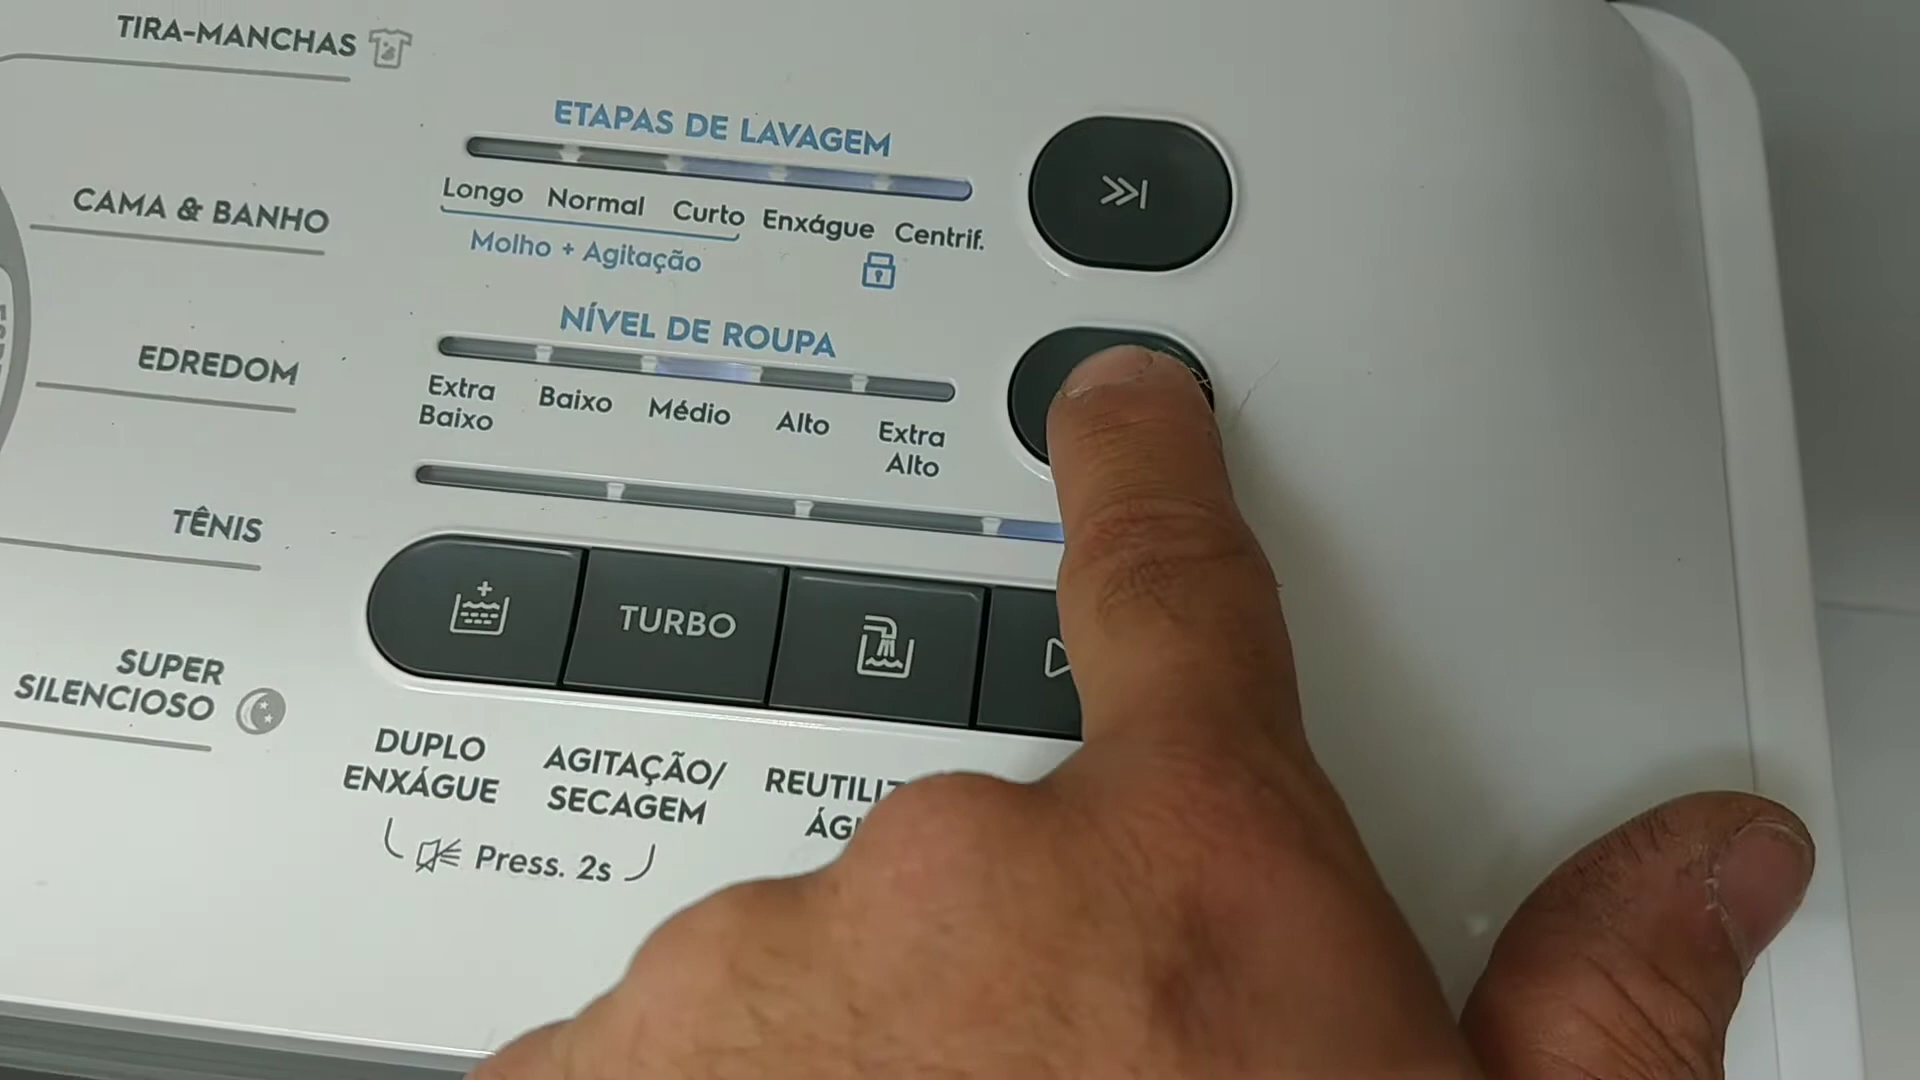 TIRA-MANCHAS
CAMA & BANHO
EDREDOM
TÊNIS
SUPER
SILENCIOSO
ETAPAS DE LAVAGEM
Longo Normal Curto Enxágue Centrif.
Molho + Agitação
NÍVEL DE ROUPA
Extra
Baixo
Baixo
Médio
Alto
Extra
Alto
TURBO
DUPLO
ENXÁGUE
AGITAÇÃO/
SECAGEM
Press. 2s